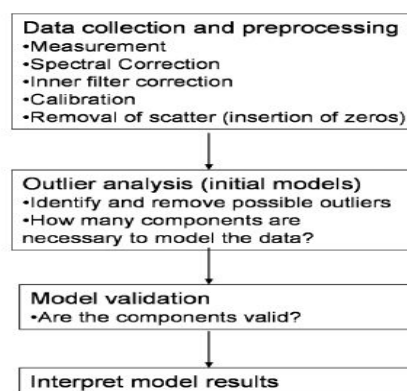 Data collection and preprocessing
•Measurement
•Spectral Correction
•Inner filter correction
•Calibration
•Removal of scatter (insertion of zeros)
Outlier analysis (initial models)
•Identify and remove possible outliers
•How many components are
necessary to model the data?
Model validation
•Are the components valid?
Interpret model results